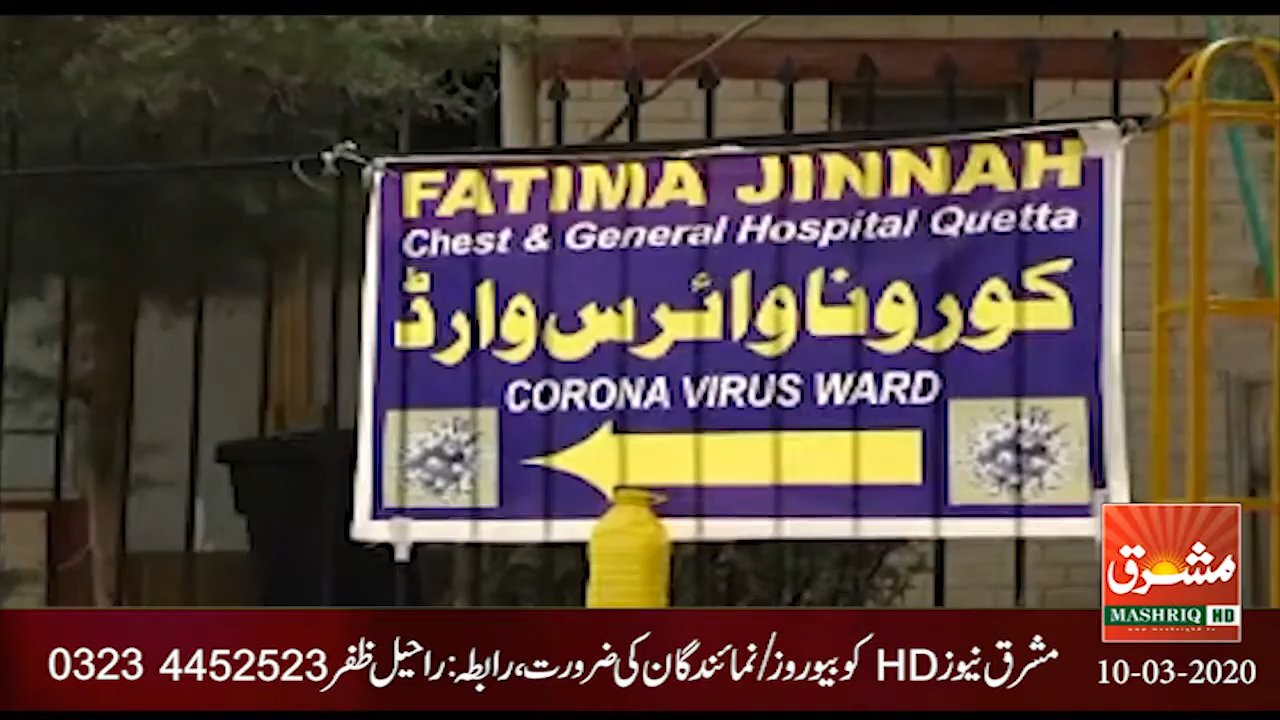 FATIMA JINNAH
Chest & General Hospital Quetta
کورونا وائرس وارڈ
CORONA VIRUS WARD
مشرق
MASHRIQ HD
مشرق نیوز HD کو بیوروز/نمائندگان کی ضرورت، رابطہ: راحیل ظفر 0323 4452523
10-03-2020